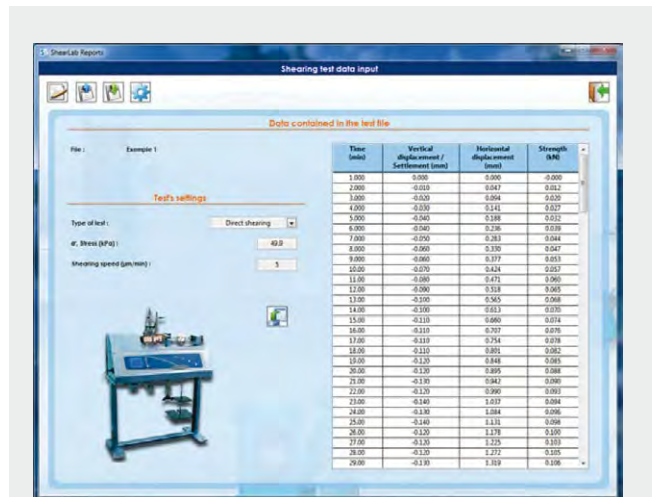 ShearLab Reports
Shearing test data input
Data contained in the test file
File : Example 1
Test's settings
Type of test : Direct shearing
σ', Stress (kPa) : 49.9
Shearing speed (µm/min) : 5
Time (min) Vertical displacement / Settlement (mm) Horizontal displacement (mm) Strength (kN)
1.000 0.000 0.000 -0.000
2.000 -0.010 0.047 0.012
3.000 -0.020 0.094 0.020
4.000 -0.030 0.141 0.027
5.000 -0.040 0.188 0.032
6.000 -0.040 0.236 0.039
7.000 -0.050 0.283 0.044
8.000 -0.060 0.330 0.047
9.000 -0.060 0.377 0.053
10.00 -0.070 0.424 0.057
11.00 -0.080 0.471 0.060
12.00 -0.090 0.518 0.065
13.00 -0.100 0.565 0.068
14.00 -0.100 0.613 0.070
15.00 -0.110 0.660 0.074
16.00 -0.110 0.707 0.076
17.00 -0.110 0.754 0.078
18.00 -0.110 0.801 0.082
19.00 -0.120 0.848 0.085
20.00 -0.120 0.895 0.088
21.00 -0.130 0.942 0.090
22.00 -0.120 0.990 0.093
23.00 -0.140 1.037 0.094
24.00 -0.130 1.084 0.096
25.00 -0.140 1.131 0.098
26.00 -0.120 1.178 0.100
27.00 -0.120 1.225 0.103
28.00 -0.120 1.272 0.105
29.00 -0.130 1.319 0.106